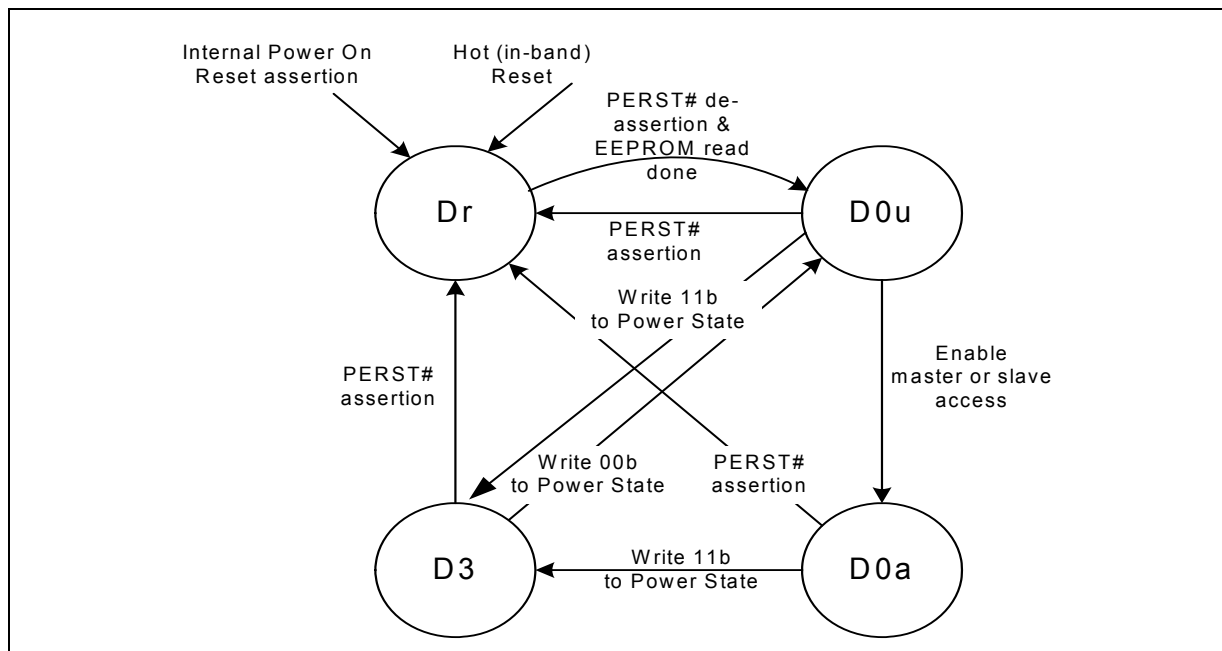 Internal Power On
Reset assertion
Hot (in-band)
Reset
PERST# de-
assertion &
EEPROM read
done
Dr
D0u
PERST#
assertion
Write 11b
to Power State
Enable
master or slave
access
PERST#
assertion
Write 00b
to Power State
PERST#
assertion
D3
Write 11b
to Power State
D0a